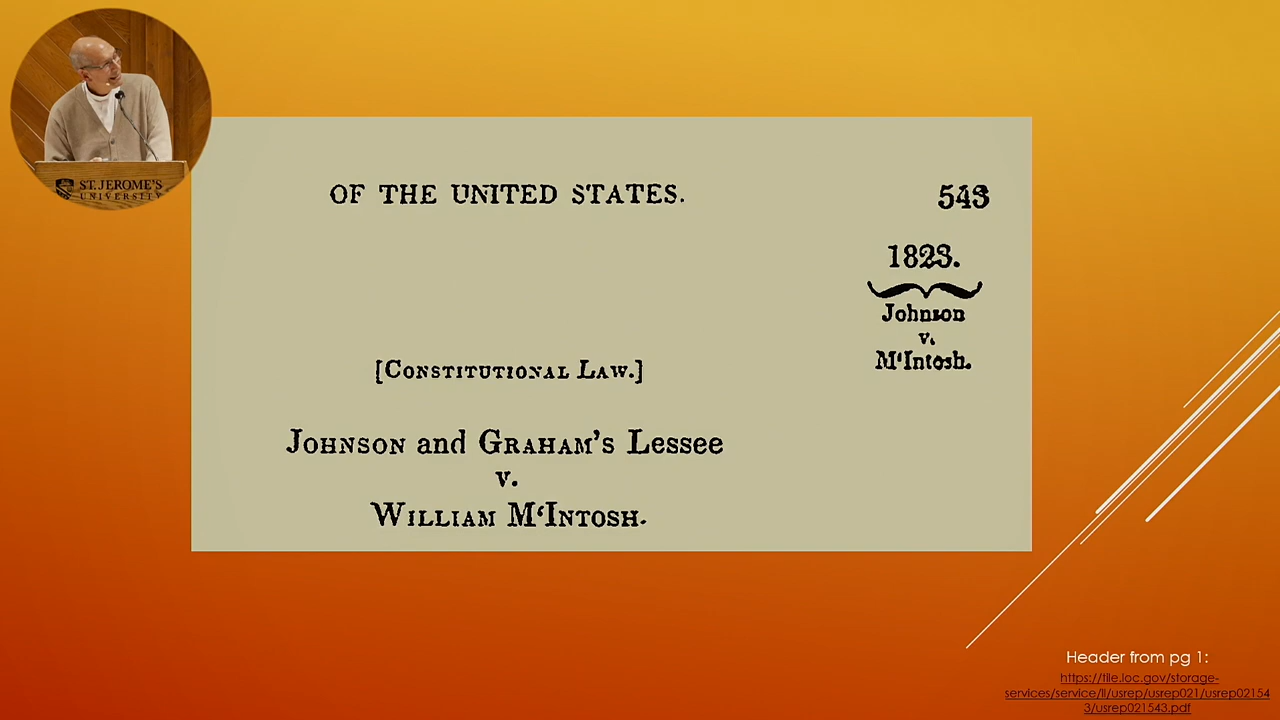 ST. JEROME'S
UNIVERSITY
OF THE UNITED STATES.
543
1823.
Johnson
v.
M‘Intosh.
[CONSTITUTIONAL LAW.]
JOHNSON and GRAHAM'S Lessee
v.
WILLIAM M‘INTOSH.
Header from pg 1:
https://tile.loc.gov/storage-
services/service/ll/usrep/usrep021/usrep02154
3/usrep021543.pdf